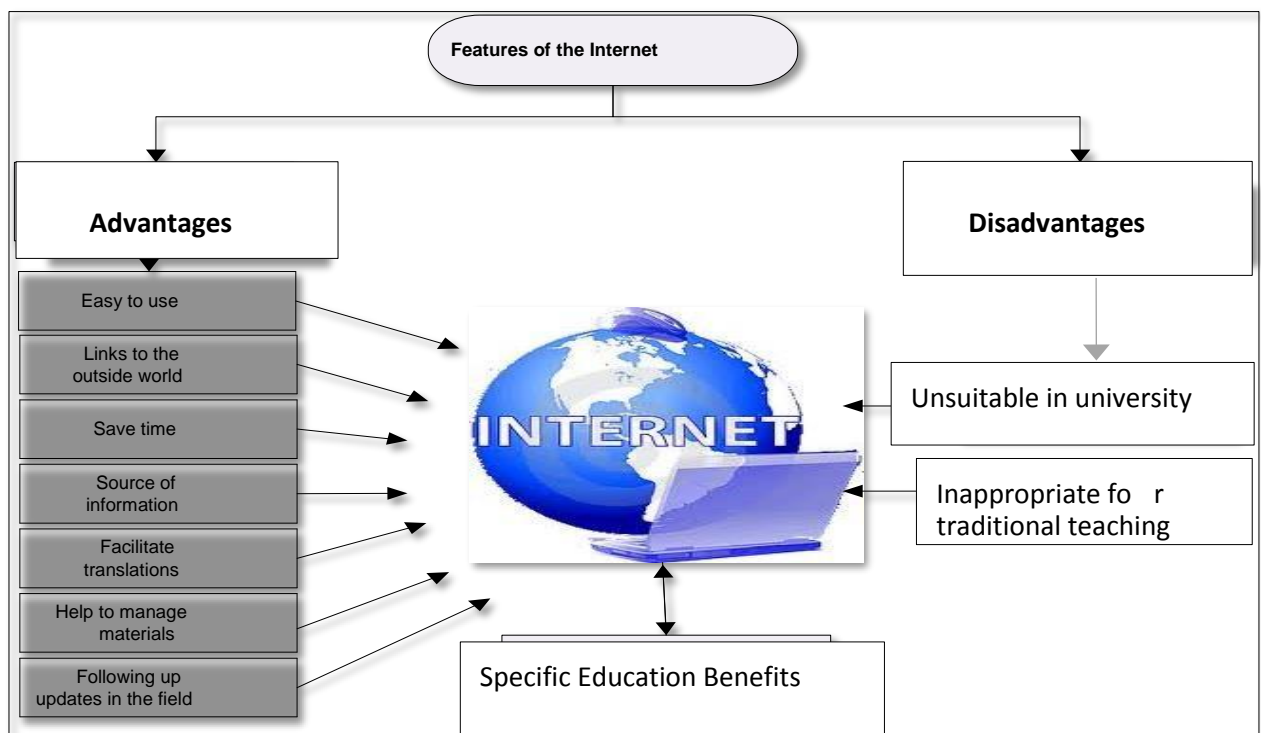 Features of the Internet
Advantages
Disadvantages
Easy to use
Links to the
outside world
Save time
Source of
information
Facilitate
translations
Help to manage
materials
Following up
updates in the field
INTERNET
Unsuitable in university
Inappropriate fo r
traditional teaching
Specific Education Benefits